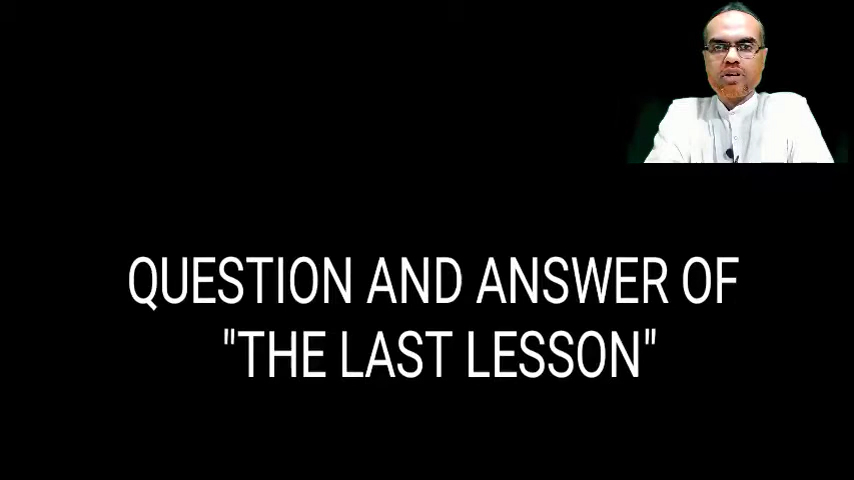 QUESTION AND ANSWER OF
"THE LAST LESSON"